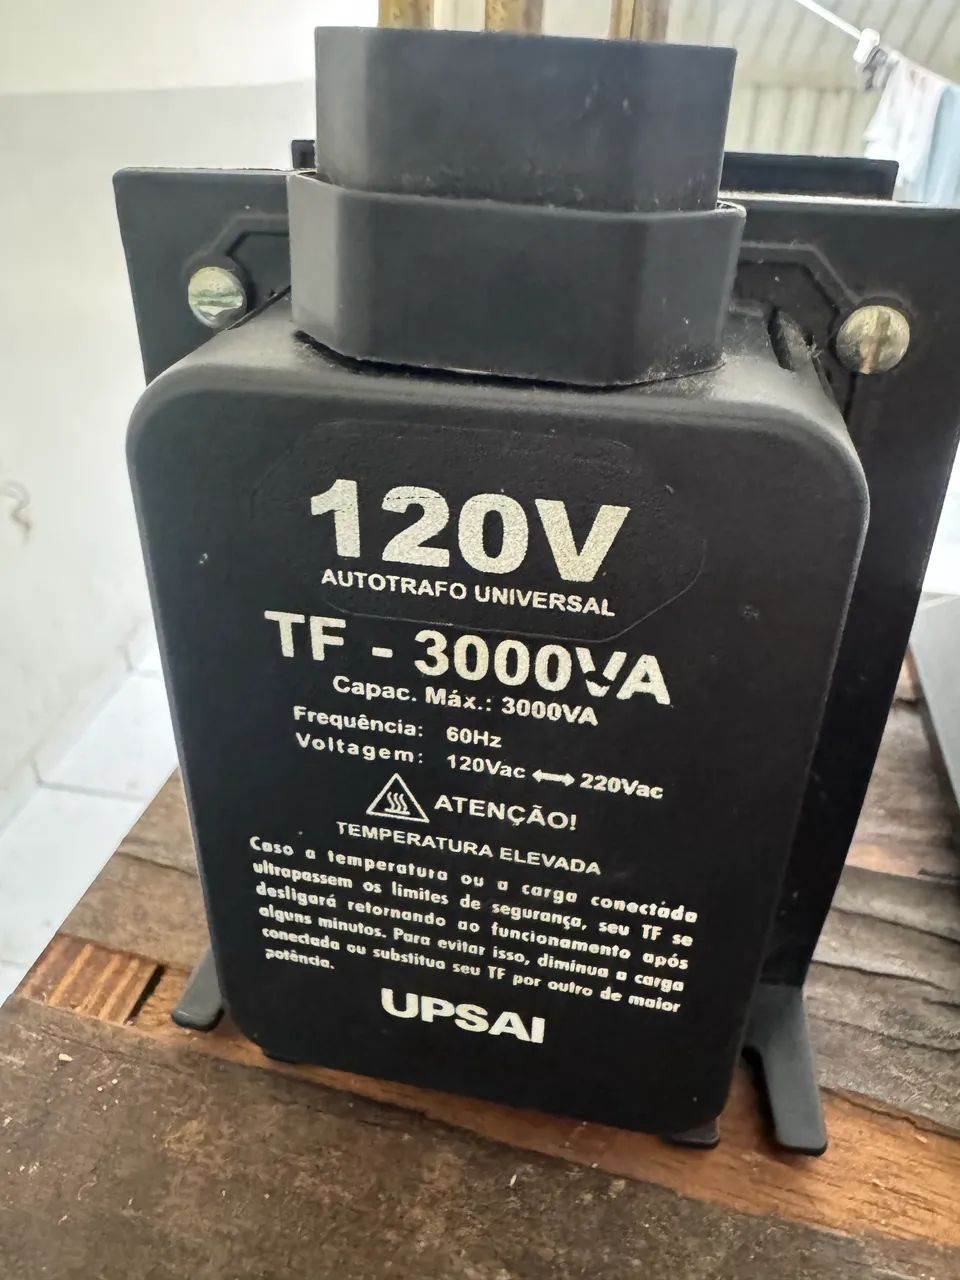 120V
AUTOTRAFO UNIVERSAL
TF - 3000VA
Capac. Máx.: 3000VA
Frequência: 60Hz
Voltagem: 120Vac ⟷ 220Vac
ATENÇÃO!
TEMPERATURA ELEVADA
Caso a temperatura ou a carga conectada
ultrapassem os limites de segurança, seu TF se
desligará retornando ao funcionamento após
alguns minutos. Para evitar isso, diminua a carga
conectada ou substitua seu TF por outro de maior
potência.
UPSAI